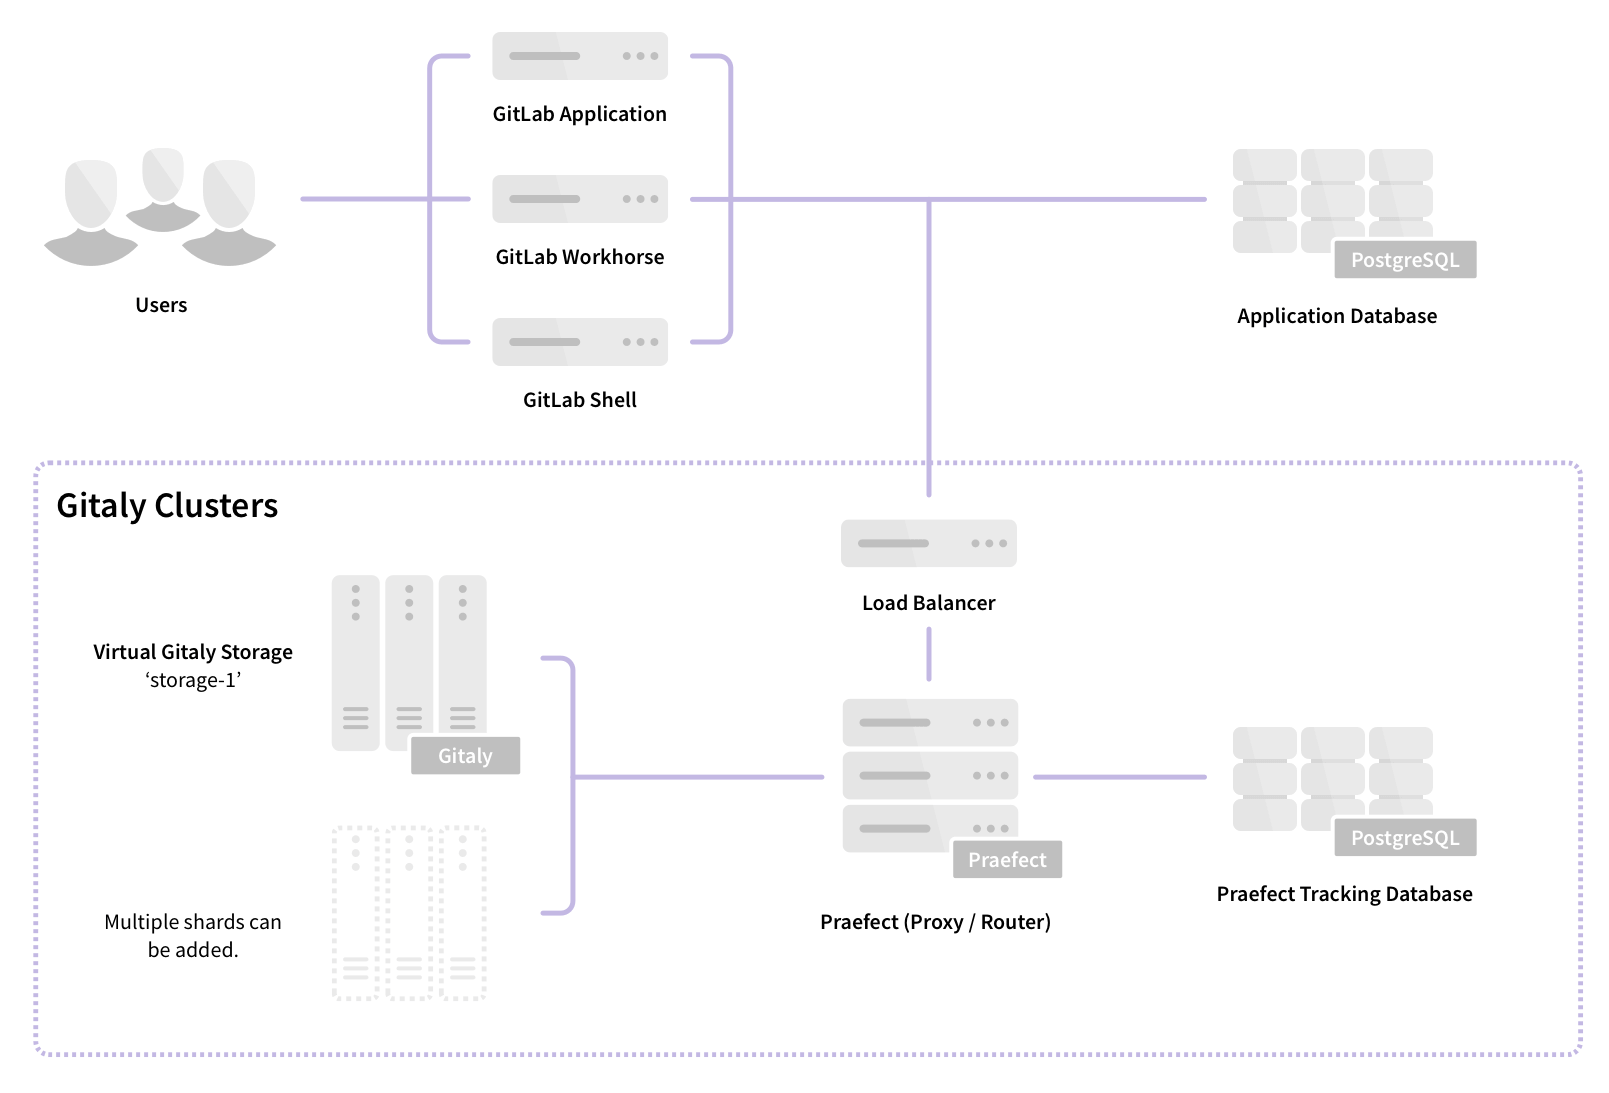 GitLab Application
GitLab Workhorse
Users
GitLab Shell
PostgreSQL
Application Database
Gitaly Clusters
Load Balancer
Virtual Gitaly Storage
‘storage-1’
Gitaly
Multiple shards can
be added.
Praefect
Praefect (Proxy / Router)
PostgreSQL
Praefect Tracking Database